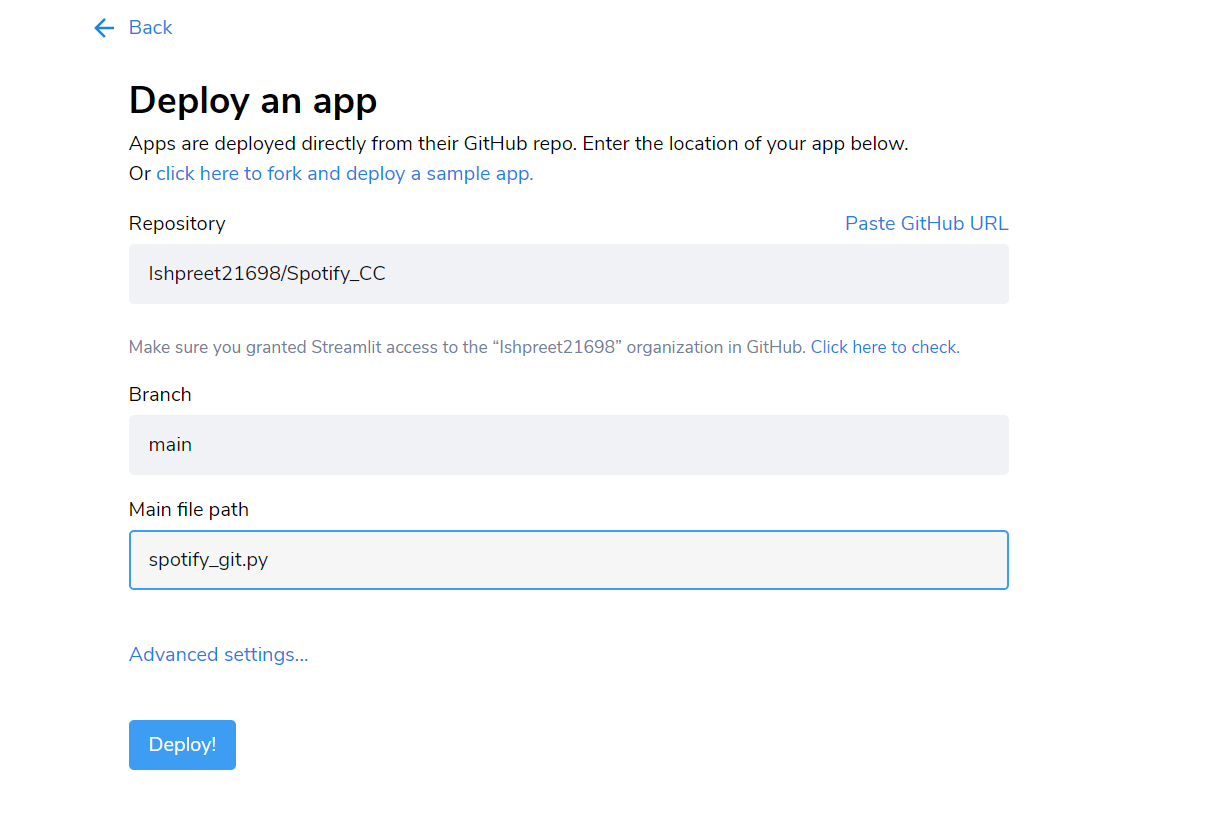 Back
Deploy an app
Apps are deployed directly from their GitHub repo. Enter the location of your app below.
Or click here to fork and deploy a sample app.
Repository Paste GitHub URL
Ishpreet21698/Spotify_CC
Make sure you granted Streamlit access to the “Ishpreet21698” organization in GitHub. Click here to check.
Branch
main
Main file path
spotify_git.py
Advanced settings...
Deploy!